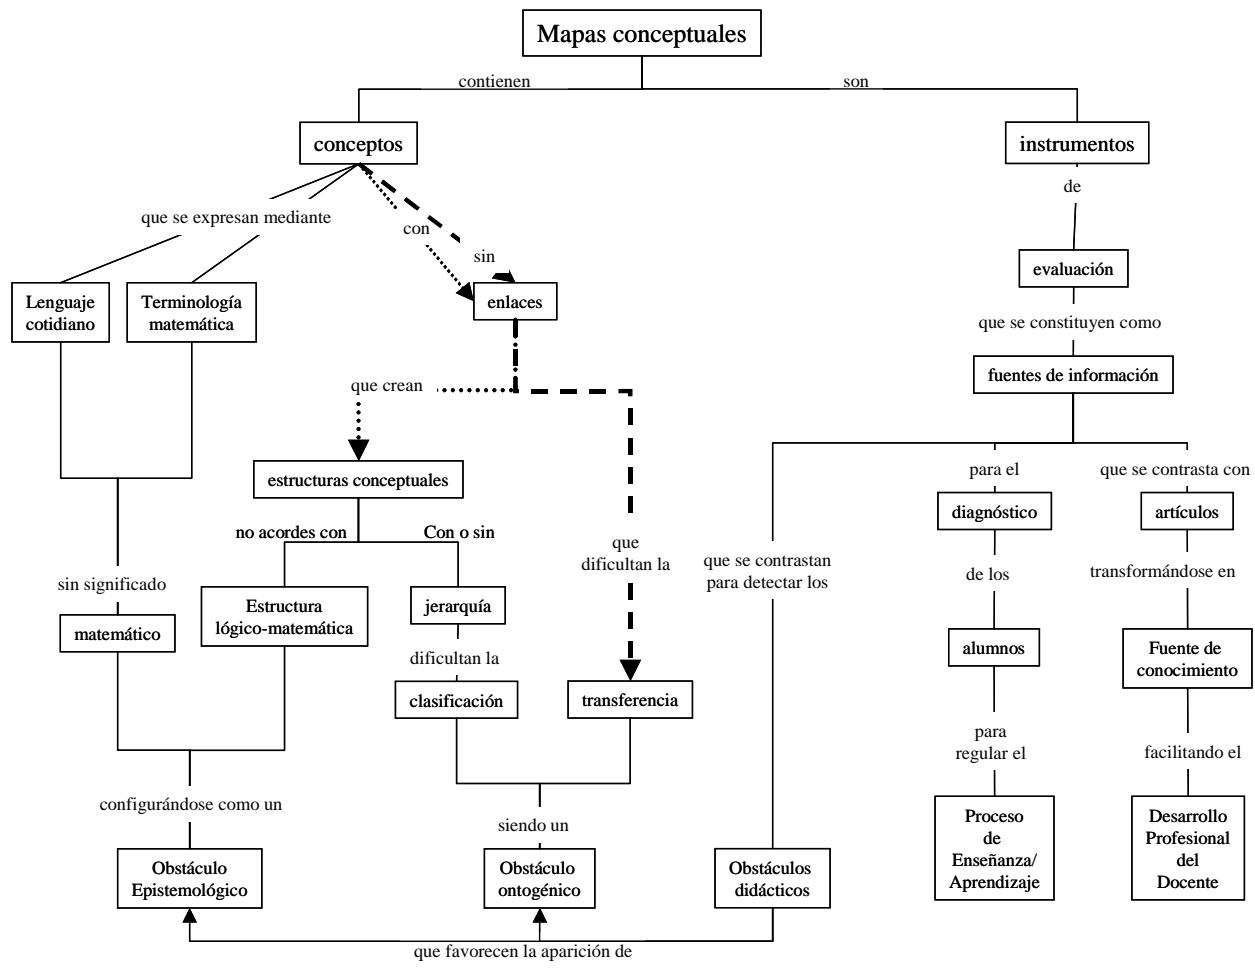 Mapas conceptuales
contienen
son
conceptos
instrumentos
de
que se expresan mediante
con
sin
evaluación
Lenguaje
cotidiano
Terminología
matemática
enlaces
que se constituyen como
fuentes de información
que crean
estructuras conceptuales
para el
que se contrasta con
diagnóstico
artículos
no acordes con
Con o sin
que
dificultan la
que se contrastan
para detectar los
de los
transformándose en
sin significado
matemático
Estructura
lógico-matemática
jerarquía
alumnos
Fuente de
conocimiento
dificultan la
clasificación
transferencia
para
regular el
facilitando el
configurándose como un
siendo un
Proceso
de
Enseñanza/
Aprendizaje
Desarrollo
Profesional
del
Docente
Obstáculo
Epistemológico
Obstáculo
ontogénico
Obstáculos
didácticos
que favorecen la aparición de